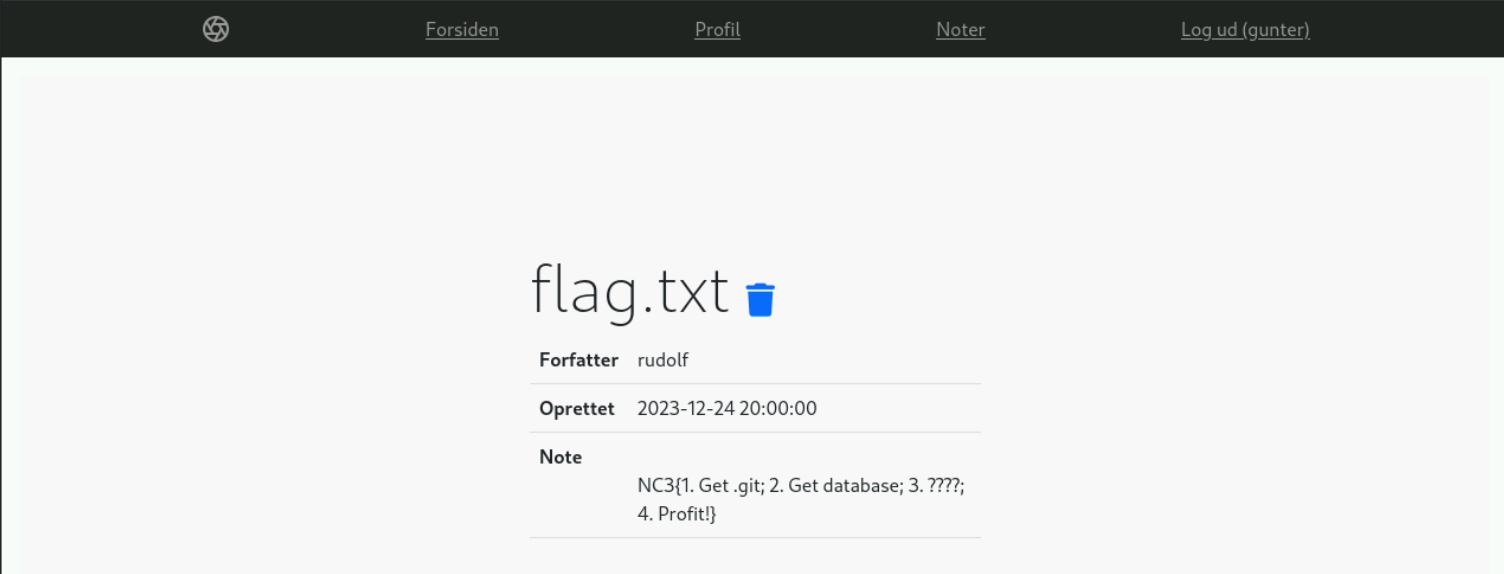 Forsiden Profil Noter Log ud (gunter)
flag.txt
Forfatter rudolf
Oprettet 2023-12-24 20:00:00
Note
NC3{1. Get .git; 2. Get database; 3. ????;
4. Profit!}